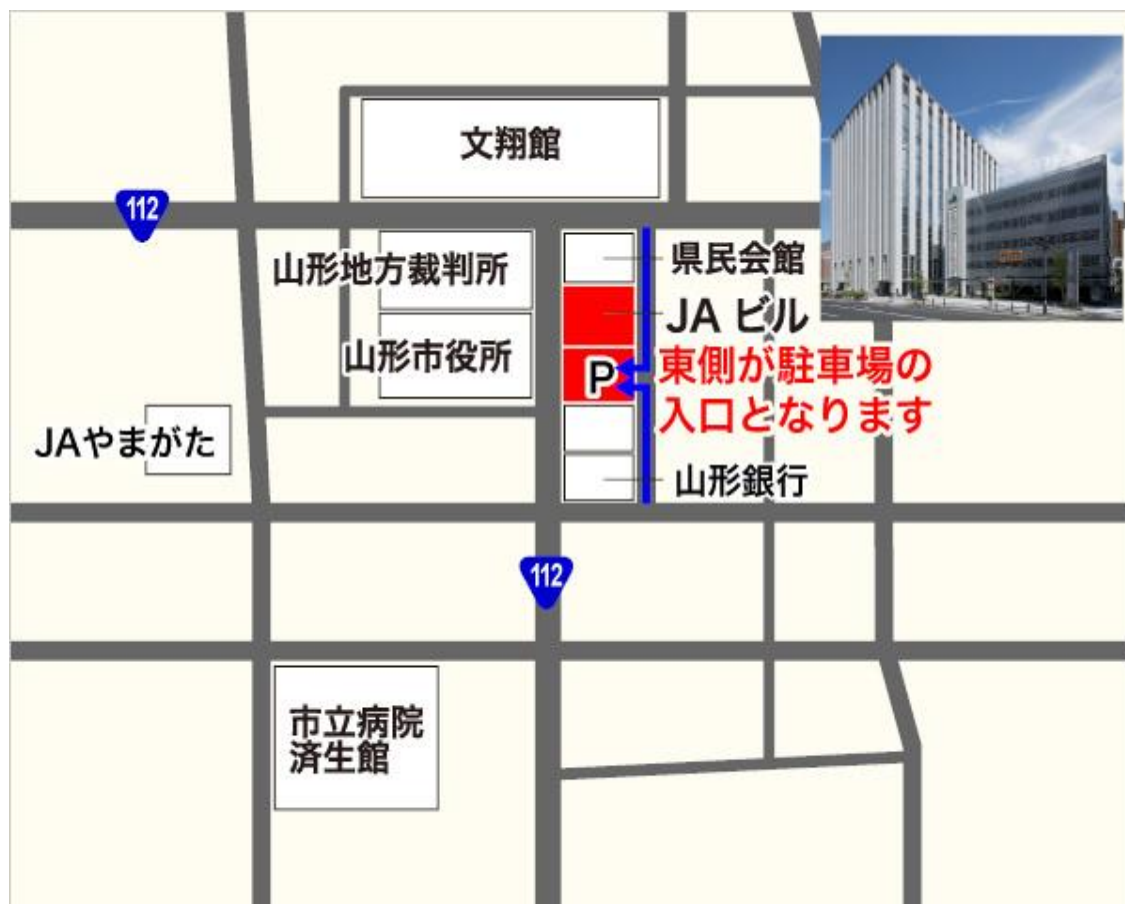 文翔館
112
山形地方裁判所
県民会館
JA ビル
山形市役所
P
東側が駐車場の
入口となります
JAやまがた
山形銀行
112
市立病院
済生館